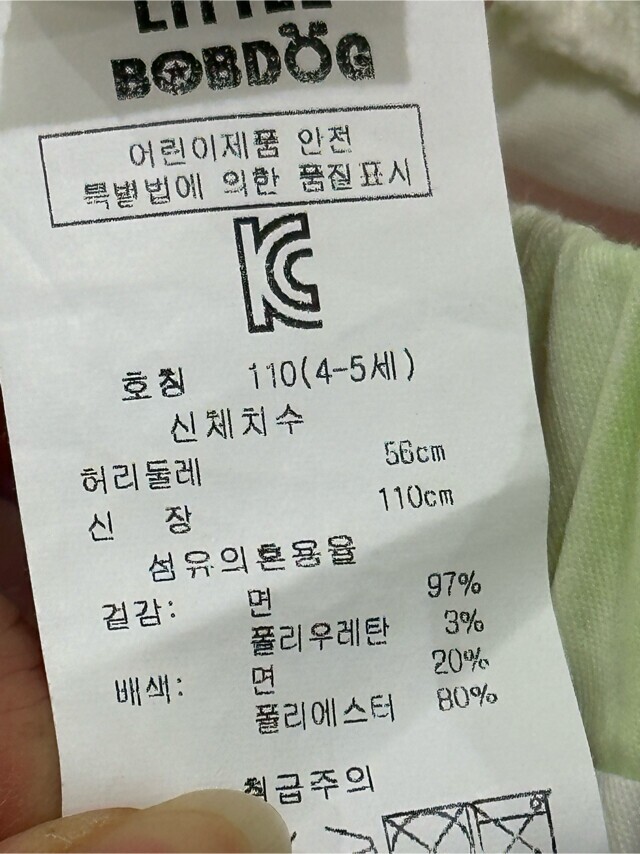 LITTLE
BOBDOG
어린이제품 안전
특별법에 의한 품질표시
KC
호칭 110(4-5세)
신체치수
허리둘레 56cm
신 장 110cm
섬유의혼용율
겉감: 면 97%
폴리우레탄 3%
배색: 면 20%
폴리에스터 80%
취급주의